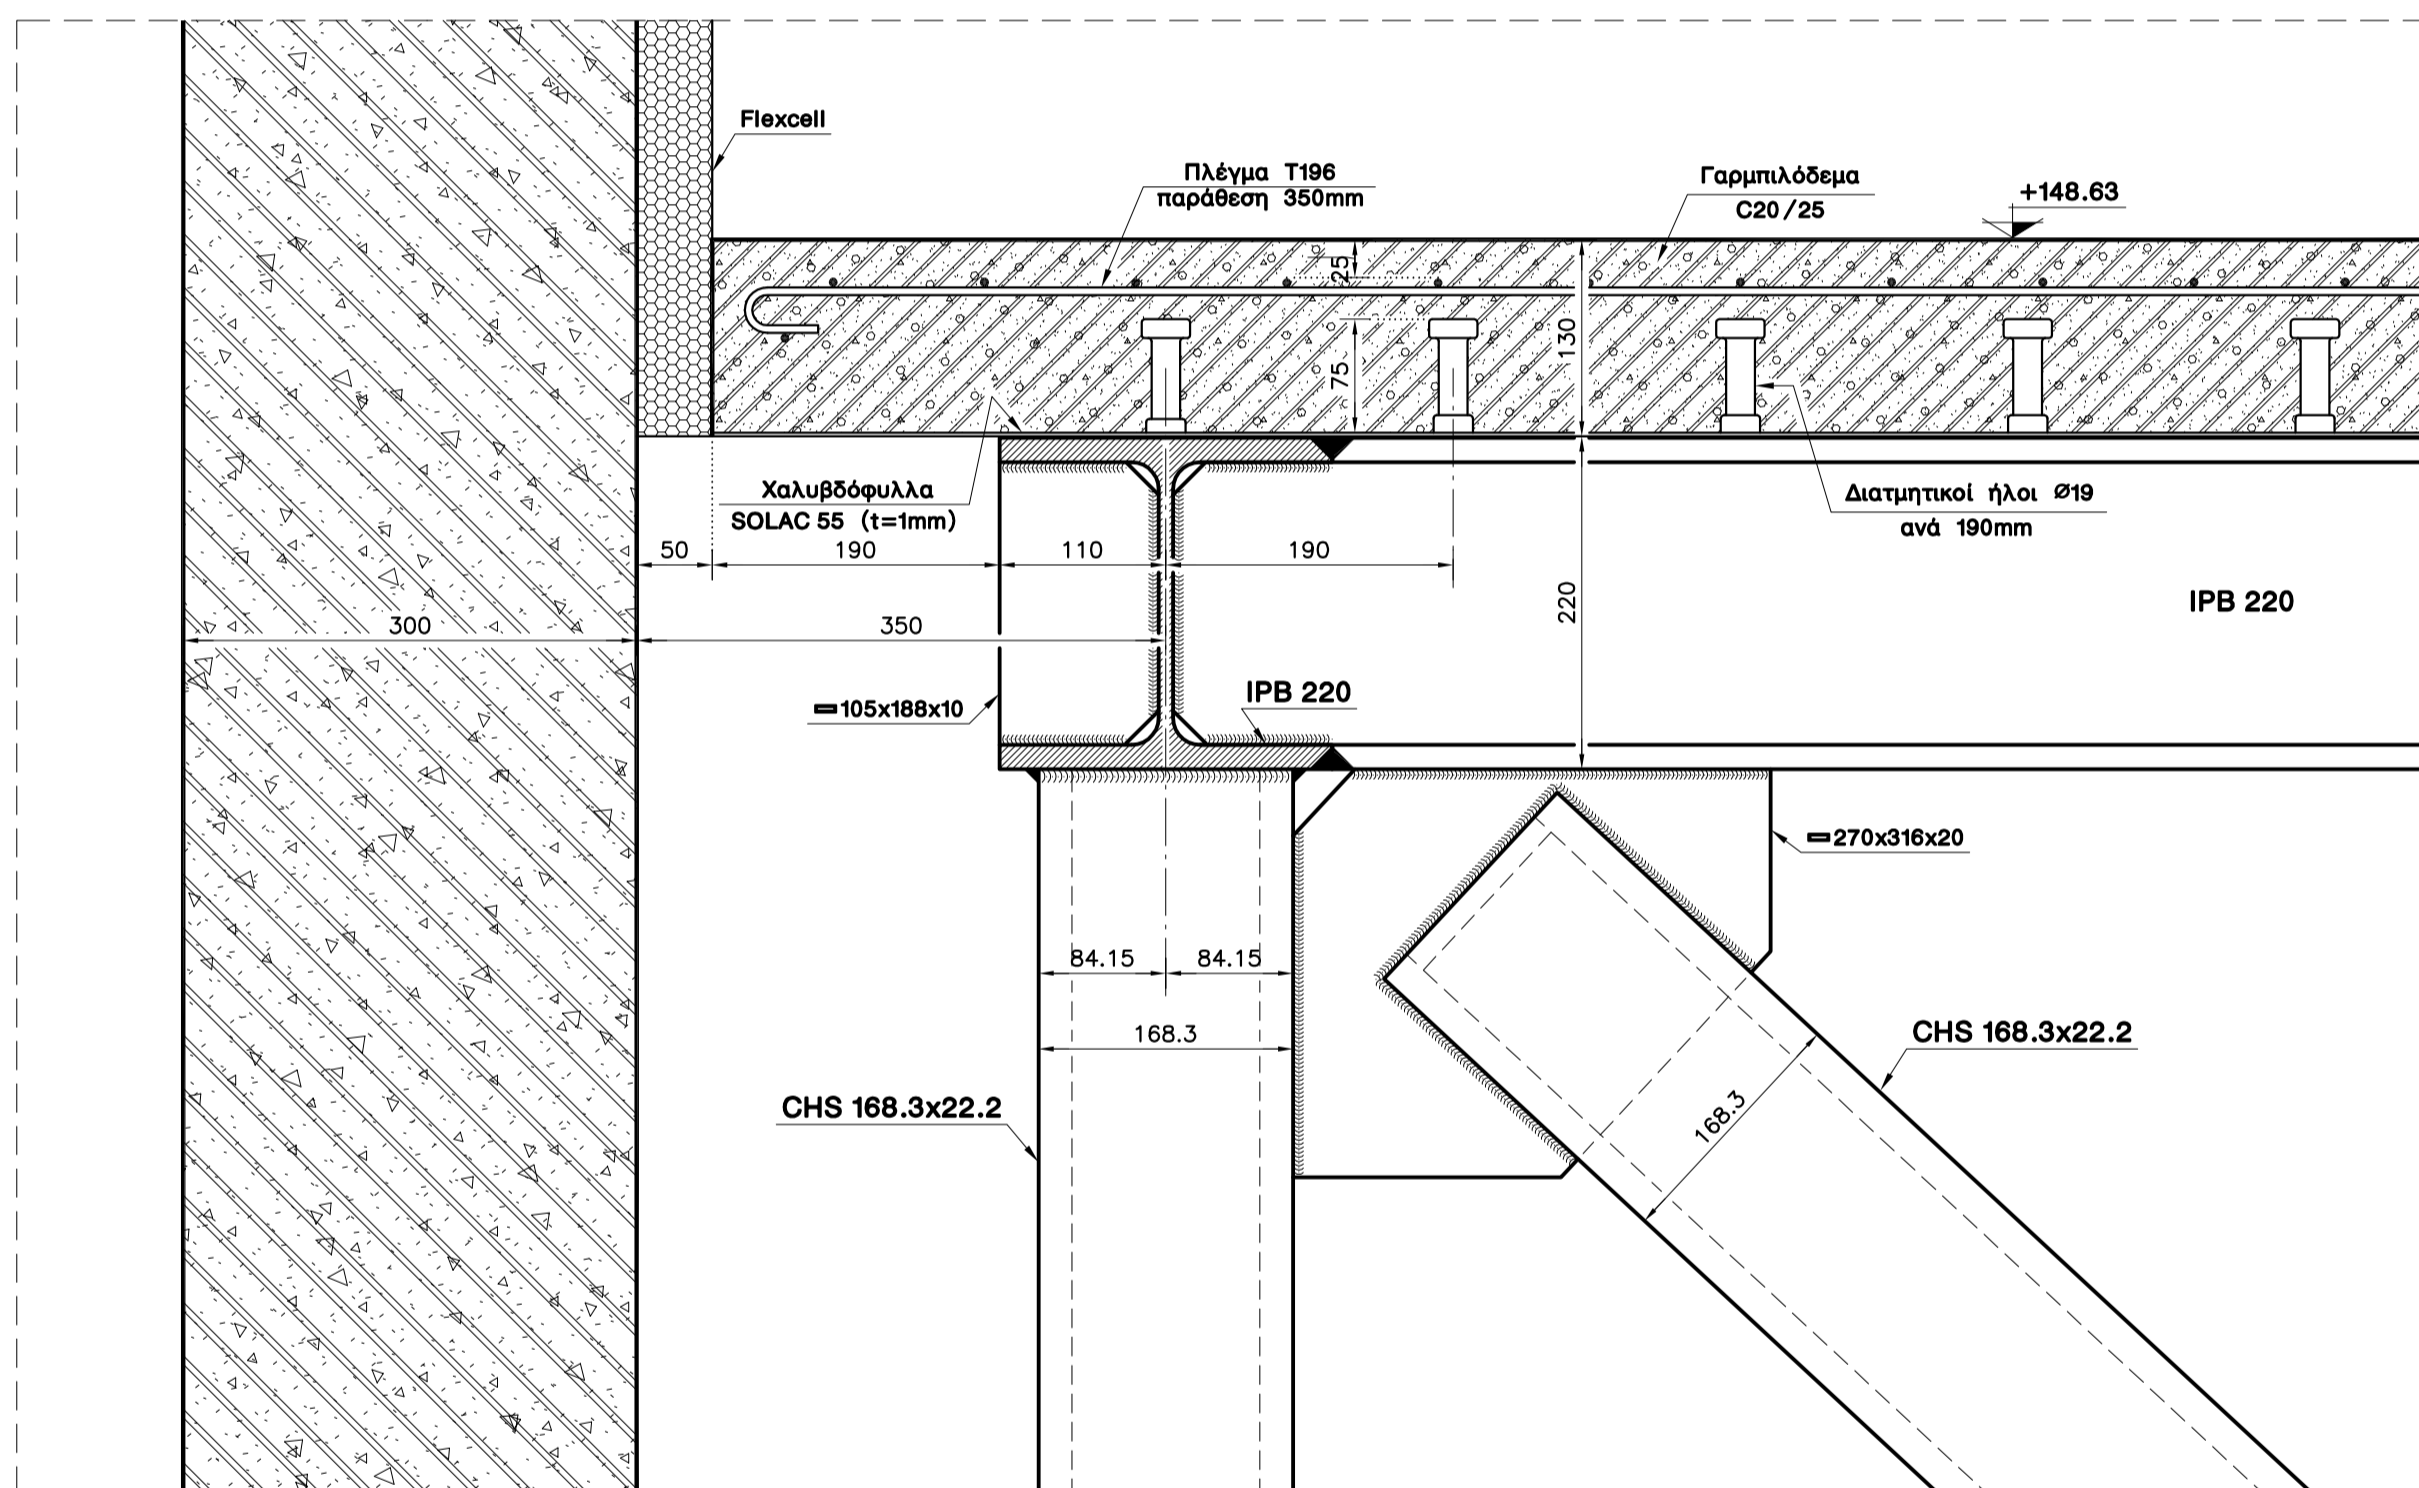 Flexcell
Πλέγμα T196
παράθεση 350mm
Γαρμπιλόδεμα
C20/25
+148.63
25
130
75
Χαλυβδόφυλλα
SOLAC 55 (t=1mm)
Διατμητικοί ήλοι Ø19
ανά 190mm
50
190
110
190
220
IPB 220
300
350
105x188x10
IPB 220
270x316x20
84.15
84.15
168.3
CHS 168.3x22.2
CHS 168.3x22.2
168.3